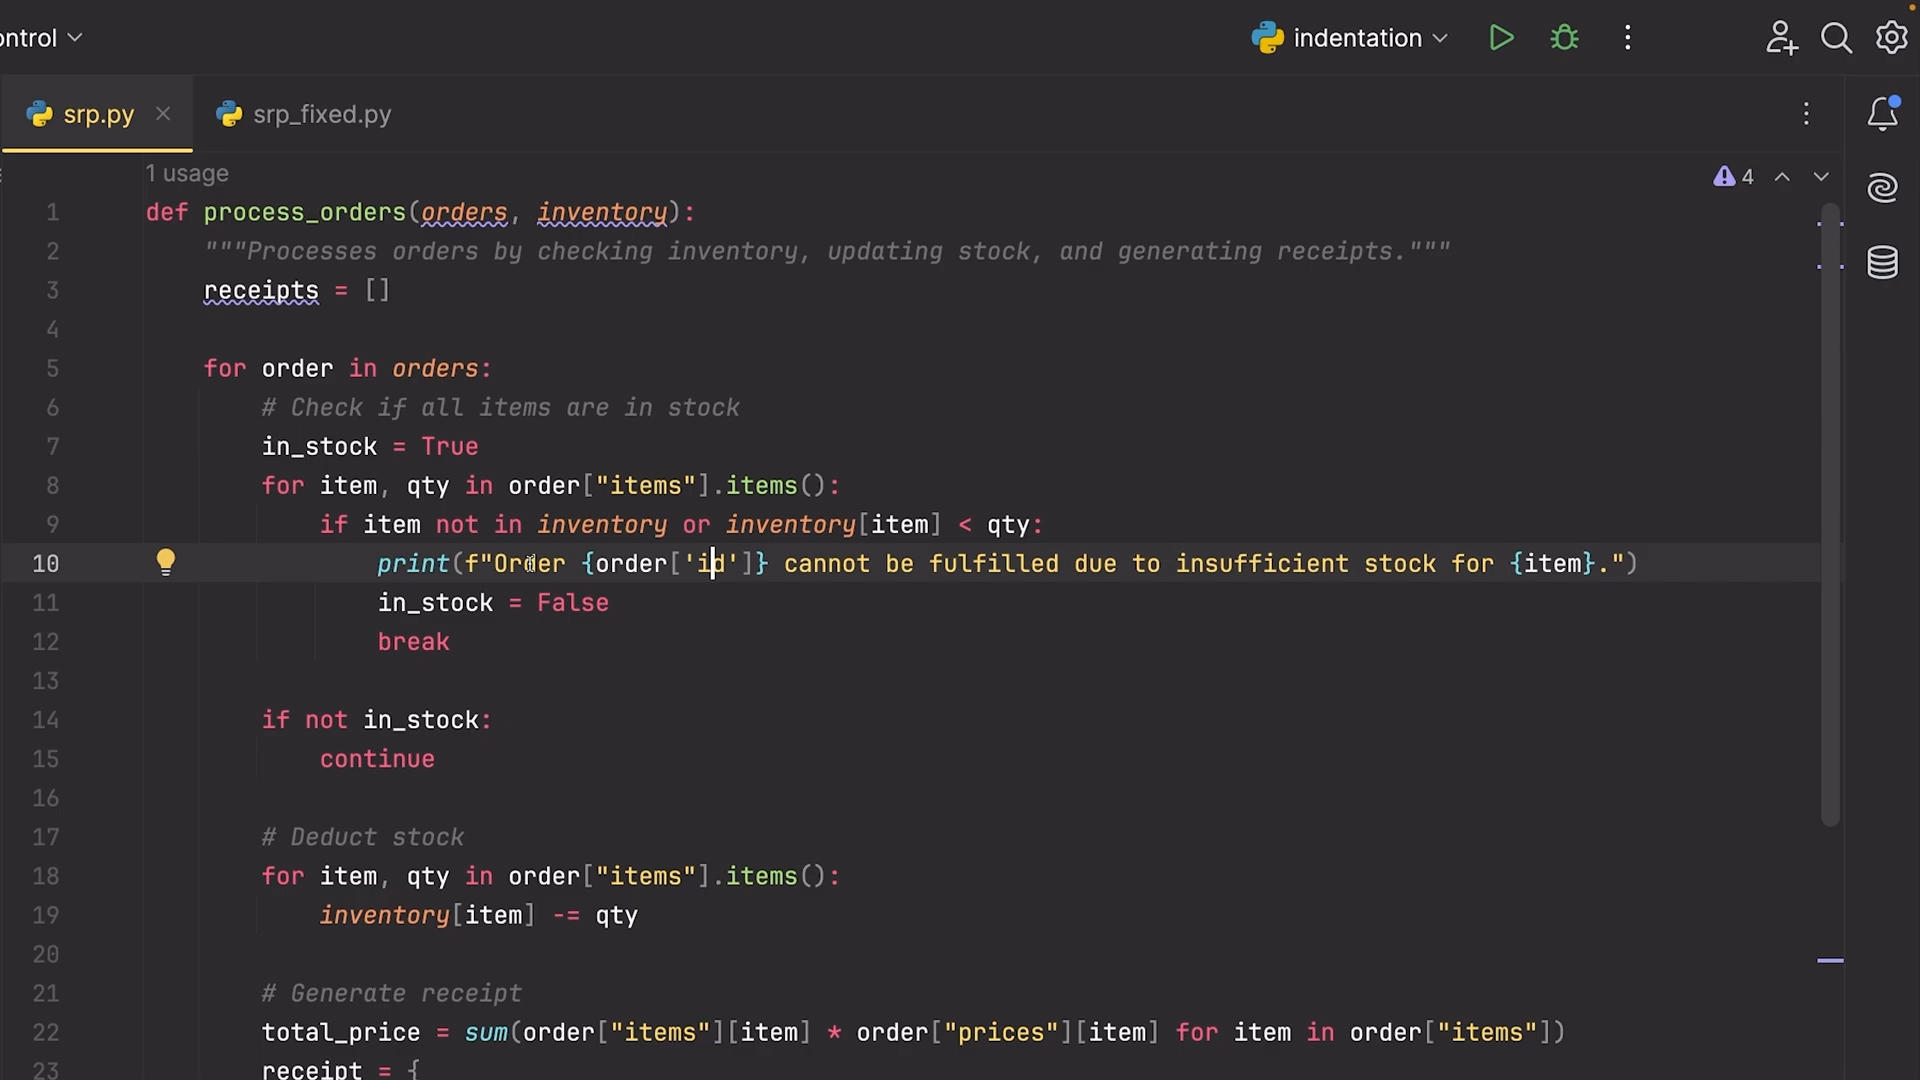 ontrol
indentation
srp.py
srp_fixed.py
1 usage
4
1 def process_orders(orders, inventory):
2 """Processes orders by checking inventory, updating stock, and generating receipts."""
3 receipts = []
4
5 for order in orders:
6 # Check if all items are in stock
7 in_stock = True
8 for item, qty in order["items"].items():
9 if item not in inventory or inventory[item] < qty:
10 print(f"Order {order['id']} cannot be fulfilled due to insufficient stock for {item}.")
11 in_stock = False
12 break
13
14 if not in_stock:
15 continue
16
17 # Deduct stock
18 for item, qty in order["items"].items():
19 inventory[item] -= qty
20
21 # Generate receipt
22 total_price = sum(order["items"][item] * order["prices"][item] for item in order["items"])
23 receipt = {